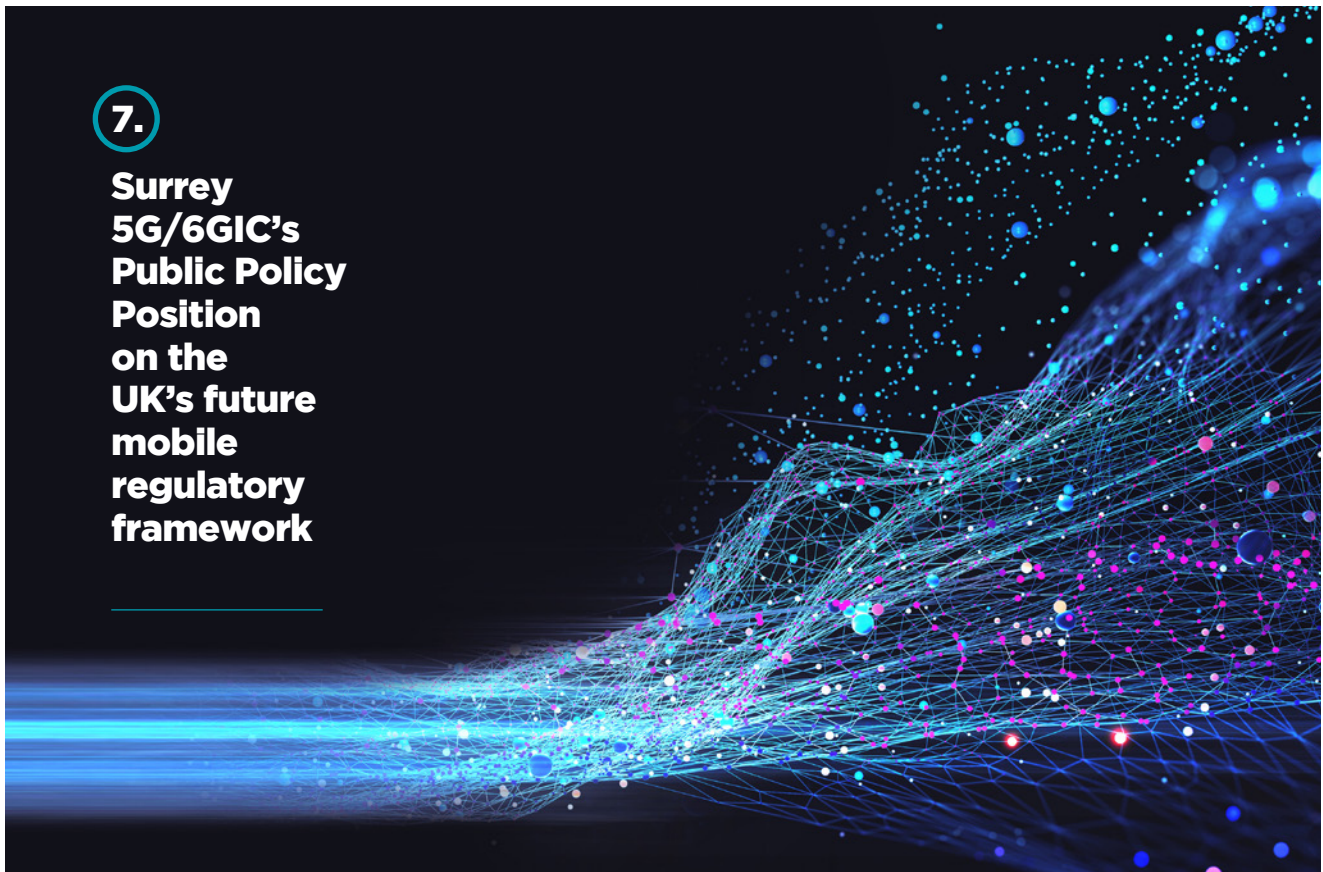 7.
Surrey
5G/6GIC’s
Public Policy
Position
on the
UK’s future
mobile
regulatory
framework